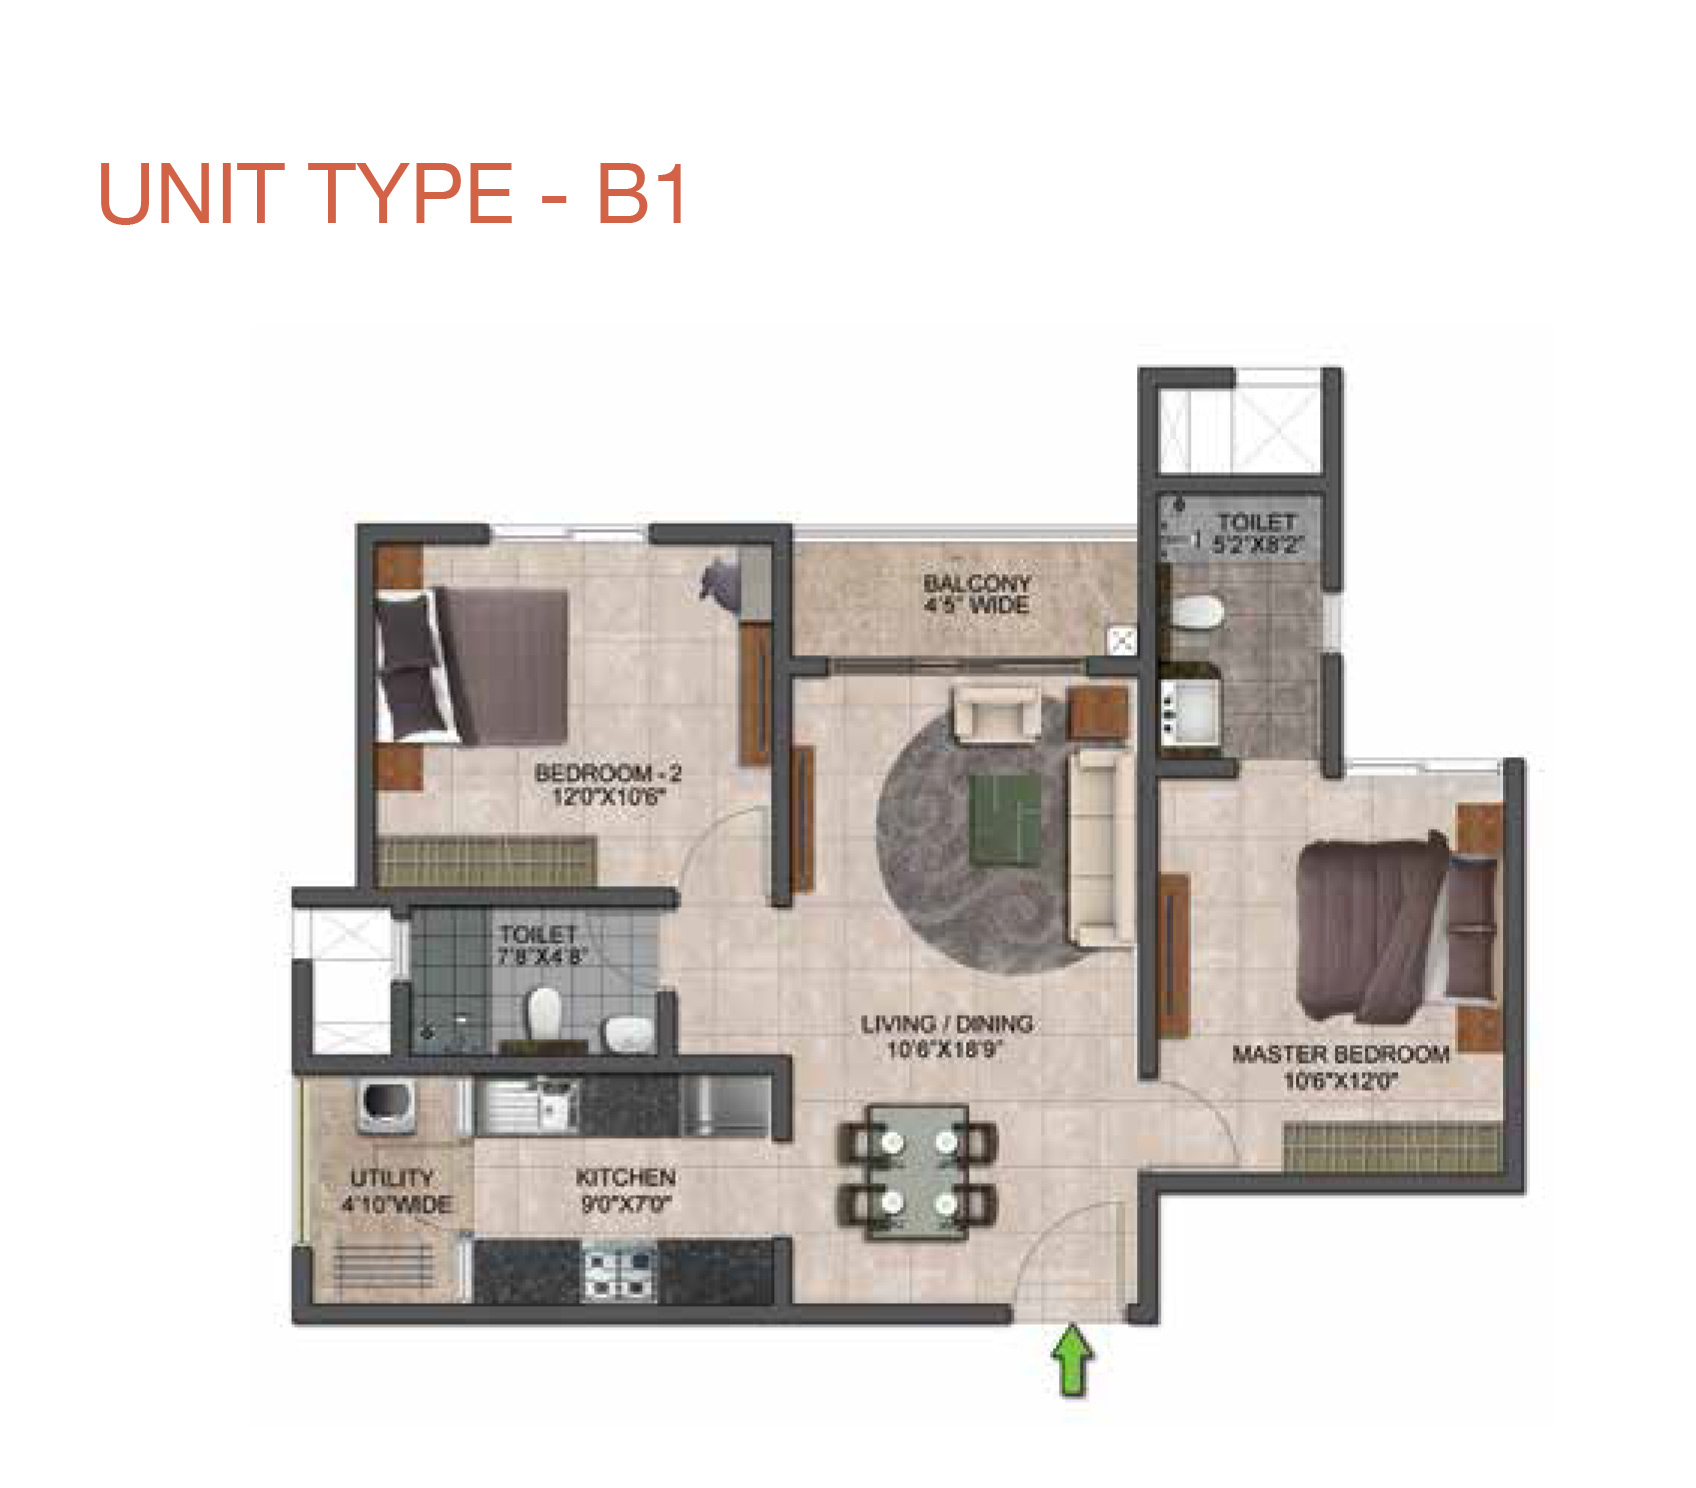 UNIT TYPE - B1
TOILET
5'2"X8'2"
BALCONY
4'5" WIDE
BEDROOM - 2
12'0"X10'6"
TOILET
7'8"X4'8"
LIVING / DINING
10'6"X18'9"
MASTER BEDROOM
10'6"X12'0"
UTILITY
4'10"WIDE
KITCHEN
9'0"X7'0"